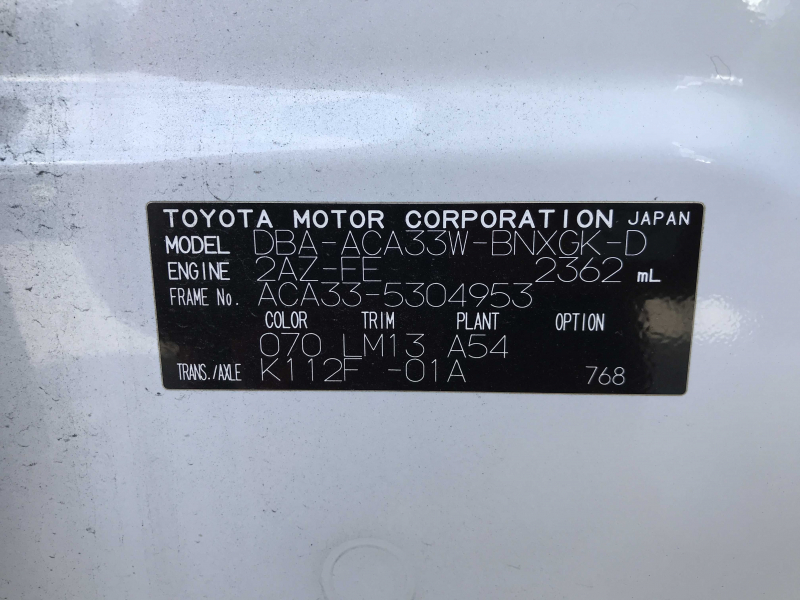 TOYOTA MOTOR CORPORATION JAPAN
MODEL DBA-ACA33W-BNXGK-D
ENGINE 2AZ-FE 2362 mL
FRAME No. ACA33-5304953
COLOR TRIM PLANT OPTION
070 LM13 A54
TRANS./AXLE K112F -01A 768